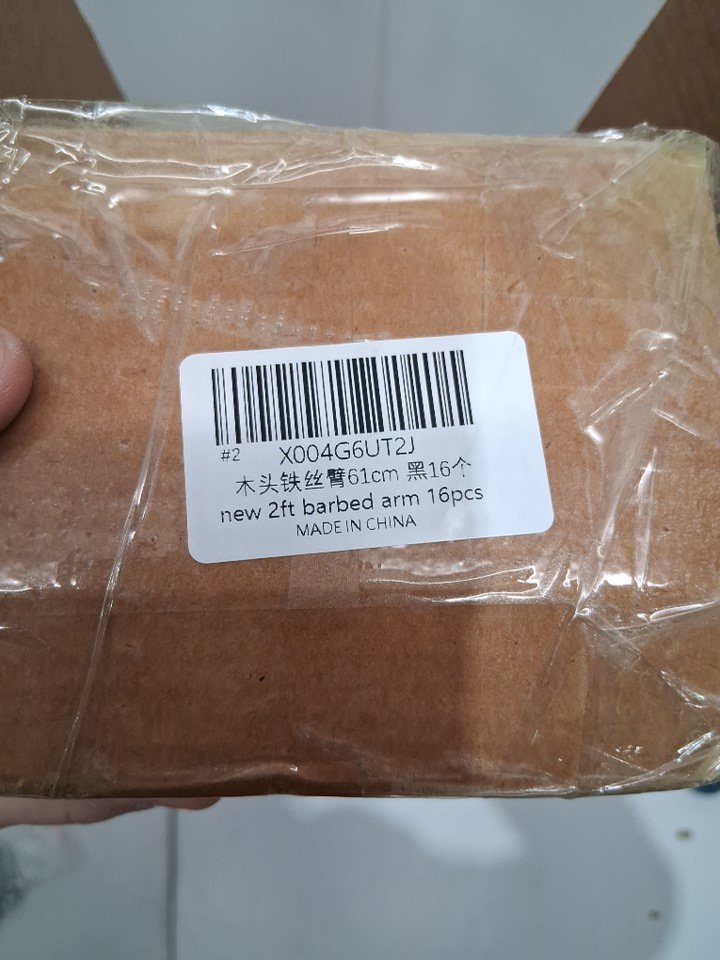 #2 X004G6UT2J
木头铁丝臂61cm 黑16个
new 2ft barbed arm 16pcs
MADE IN CHINA